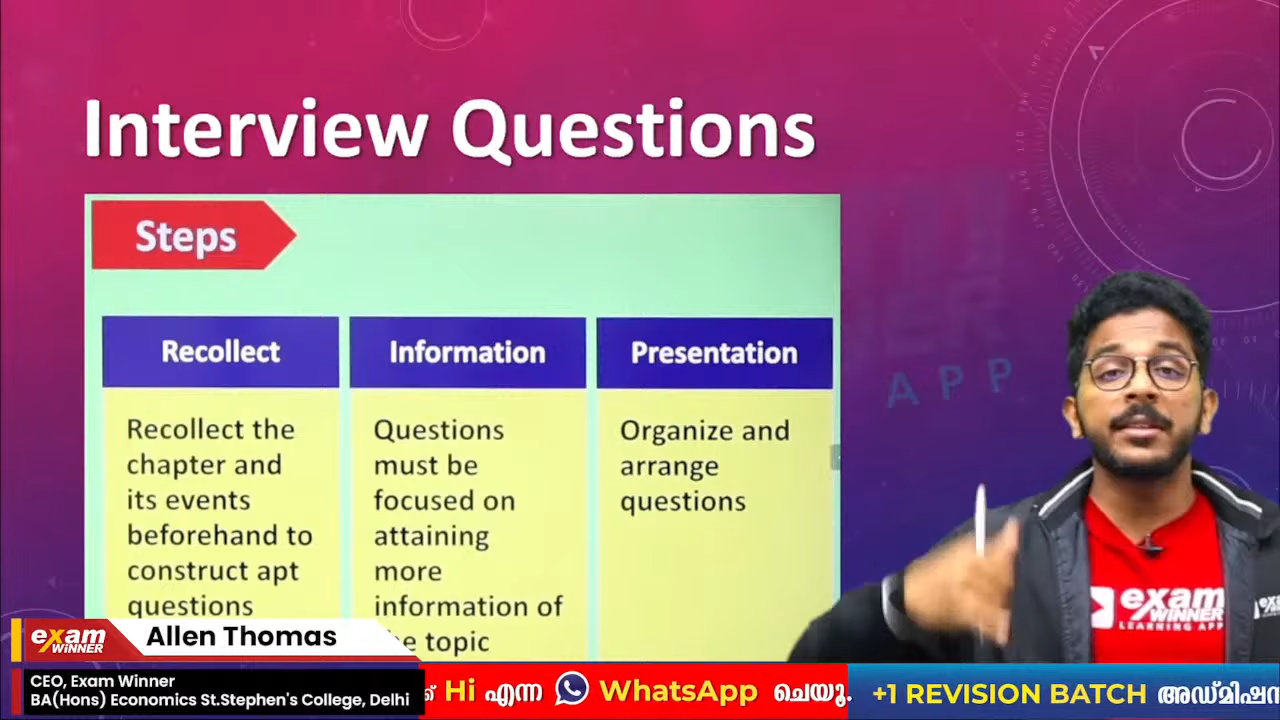 Interview Questions
Steps
Recollect
Information
Presentation
Recollect the
chapter and
its events
beforehand to
construct apt
questions
Questions
must be
focused on
attaining
more
information of
topic
Organize and
arrange
questions
APP
exam
WINNER
LEARNING APP
exam
WINNER
Allen Thomas
CEO, Exam Winner
BA(Hons) Economics St.Stephen's College, Delhi
Hi എന്ന WhatsApp ചെയൂ.
+1 REVISION BATCH